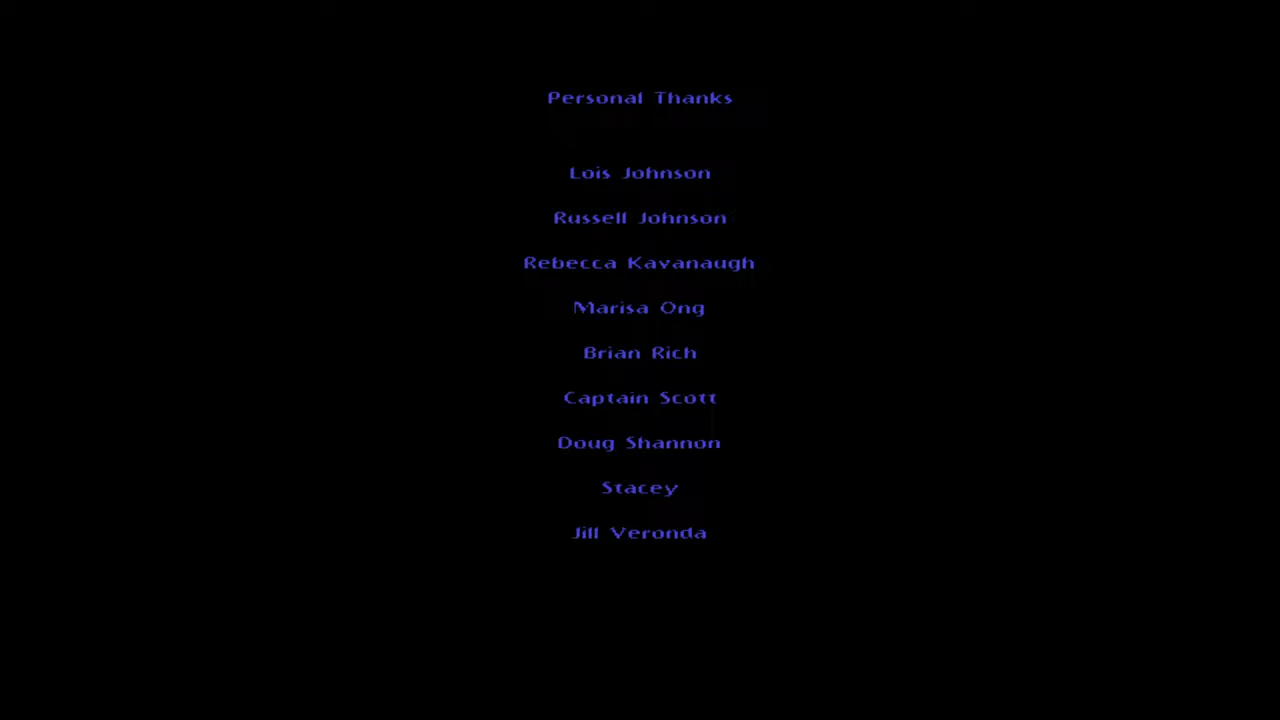 Personal Thanks
Lois Johnson
Russell Johnson
Rebecca Kavanaugh
Marisa Ong
Brian Rich
Captain Scott
Doug Shannon
Stacey
Jill Veronda